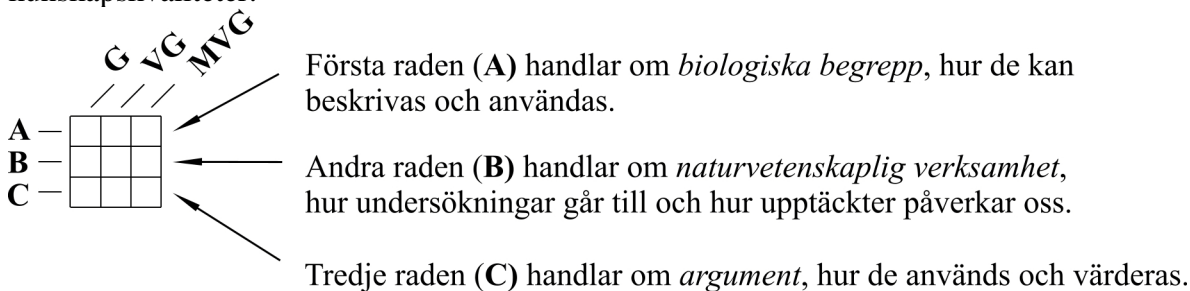 G VG MVG
Första raden (A) handlar om biologiska begrepp, hur de kan
beskrivas och användas.
A
B
C
Andra raden (B) handlar om naturvetenskaplig verksamhet,
hur undersökningar går till och hur upptäckter påverkar oss.
Tredje raden (C) handlar om argument, hur de används och värderas.